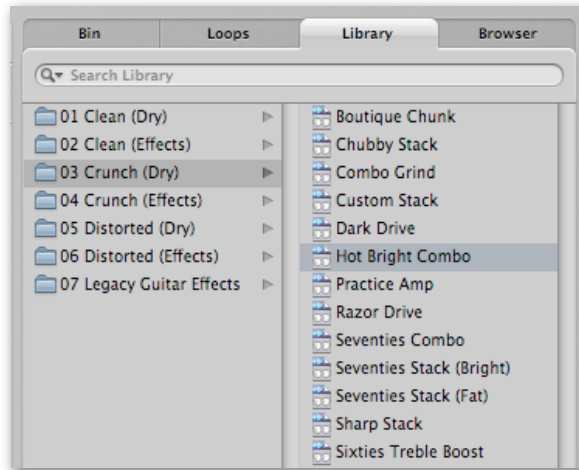 Bin Loops Library Browser
Search Library
01 Clean (Dry)
02 Clean (Effects)
03 Crunch (Dry)
04 Crunch (Effects)
05 Distorted (Dry)
06 Distorted (Effects)
07 Legacy Guitar Effects
Boutique Chunk
Chubby Stack
Combo Grind
Custom Stack
Dark Drive
Hot Bright Combo
Practice Amp
Razor Drive
Seventies Combo
Seventies Stack (Bright)
Seventies Stack (Fat)
Sharp Stack
Sixties Treble Boost